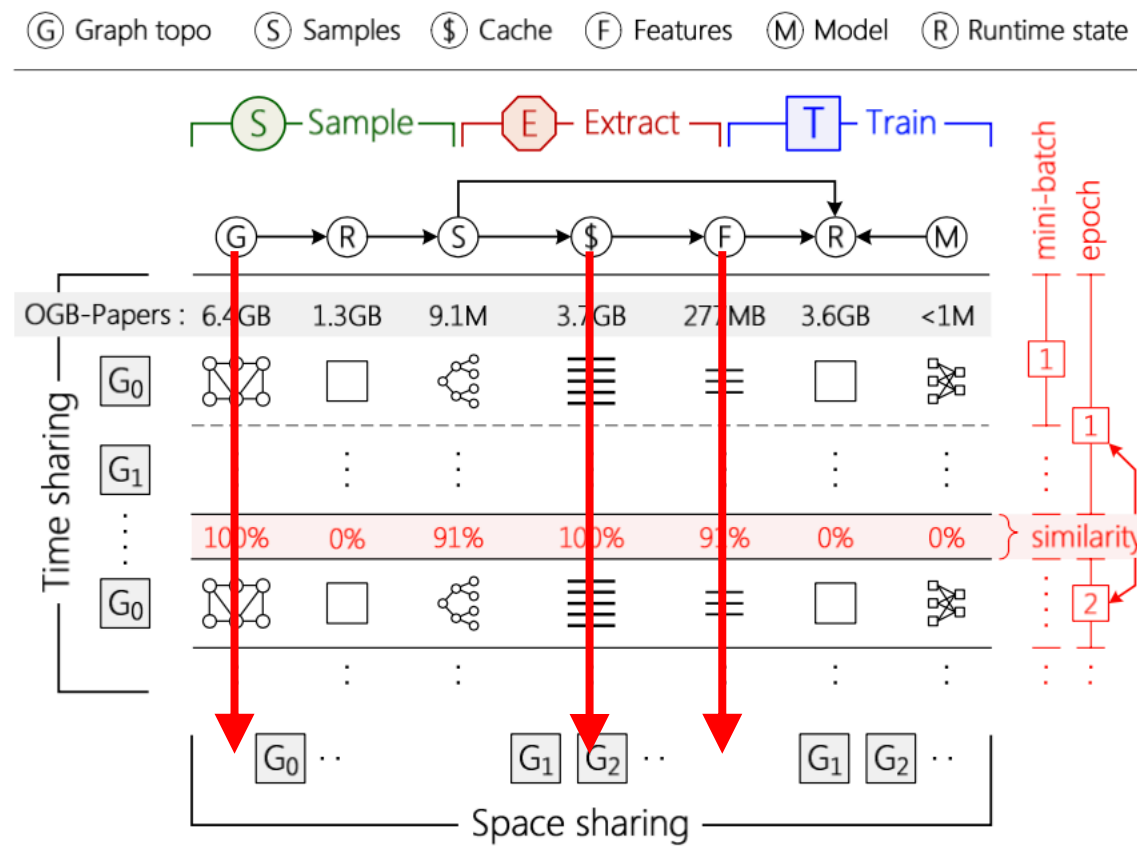 G Graph topo S Samples $ Cache F Features M Model R Runtime state
S Sample E Extract T Train
mini-batch
epoch
G R S $ F R M
OGB-Papers : 6.4GB 1.3GB 9.1M 3.7GB 277MB 3.6GB <1M
G₀ 1
1
G₁
100% 0% 91% 100% 91% 0% 0% similarity
G₀ 2
Time sharing
G₀ ·· G₁ G₂ ·· G₁ G₂ ··
Space sharing